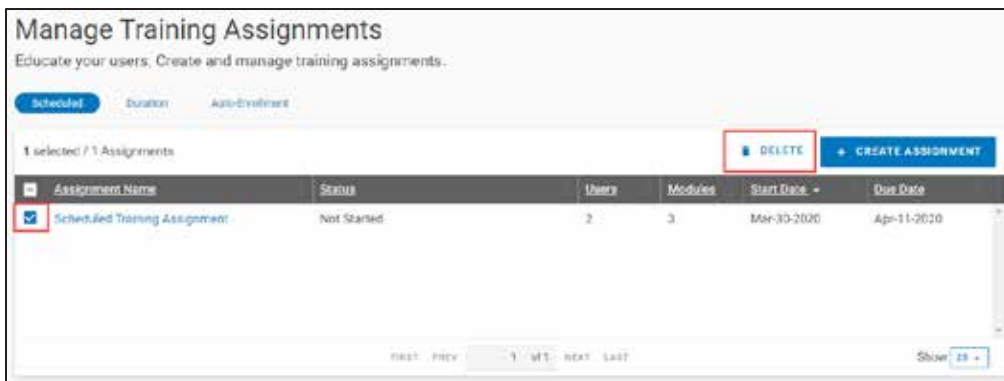 Manage Training Assignments
Educate your users. Create and manage training assignments.
Scheduled Duration Auto-Enrollment
1 selected / 1 Assignments DELETE + CREATE ASSIGNMENT
Assignment Name Status Users Modules Start Date Due Date
Scheduled Training Assignment Not Started 2 3 Mar-30-2020 Apr-11-2020
FIRST PREV 1 of 1 NEXT LAST Show 25